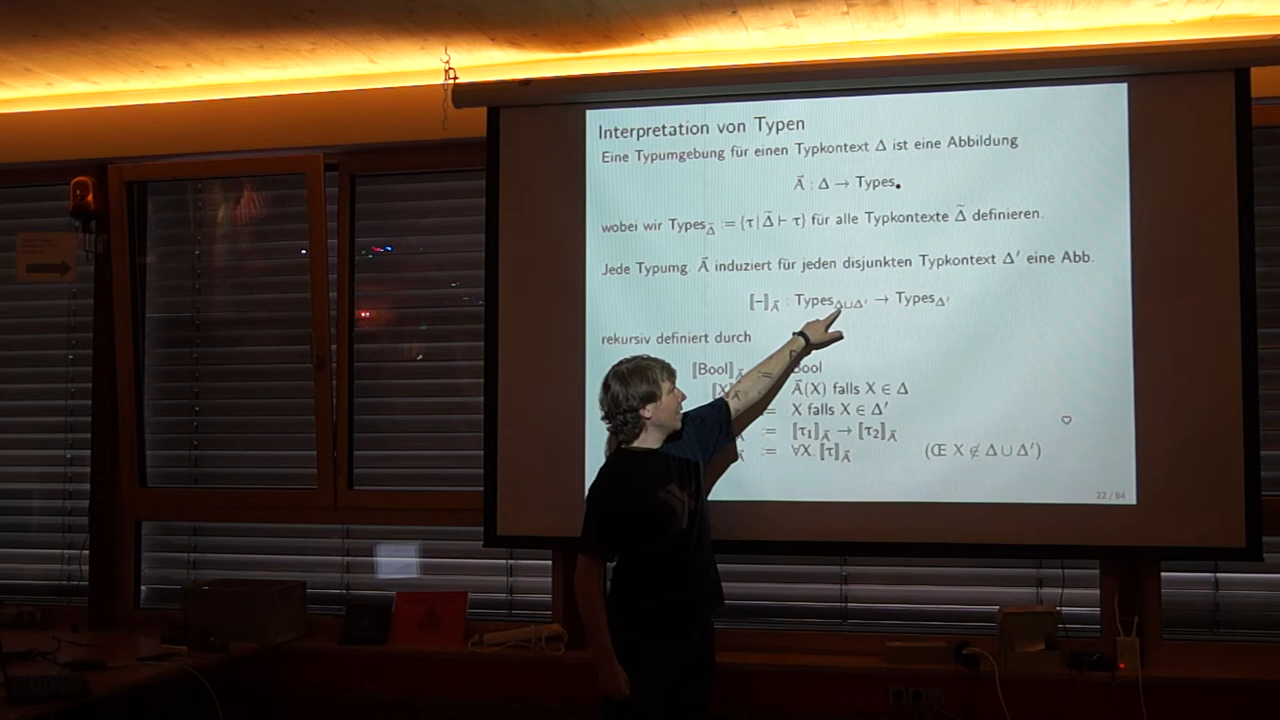 Interpretation von Typen
Eine Typumgebung für einen Typkontext Δ ist eine Abbildung
A⃗ : Δ → Types•
wobei wir Types_Δ̃ := {τ | Δ̃ ⊢ τ} für alle Typkontexte Δ̃ definieren.
Jede Typumg. A⃗ induziert für jeden disjunkten Typkontext Δ′ eine Abb.
⟦–⟧_A⃗ : Types_Δ∪Δ′ → Types_Δ′
rekursiv definiert durch
⟦Bool⟧_A⃗ := Bool
⟦X⟧_A⃗ A⃗(X) falls X ∈ Δ
= X falls X ∈ Δ′
:= ⟦τ₁⟧_A⃗ → ⟦τ₂⟧_A⃗
:= ∀X. ⟦τ⟧_A⃗ (Œ X ∉ Δ ∪ Δ′)
22 / 64